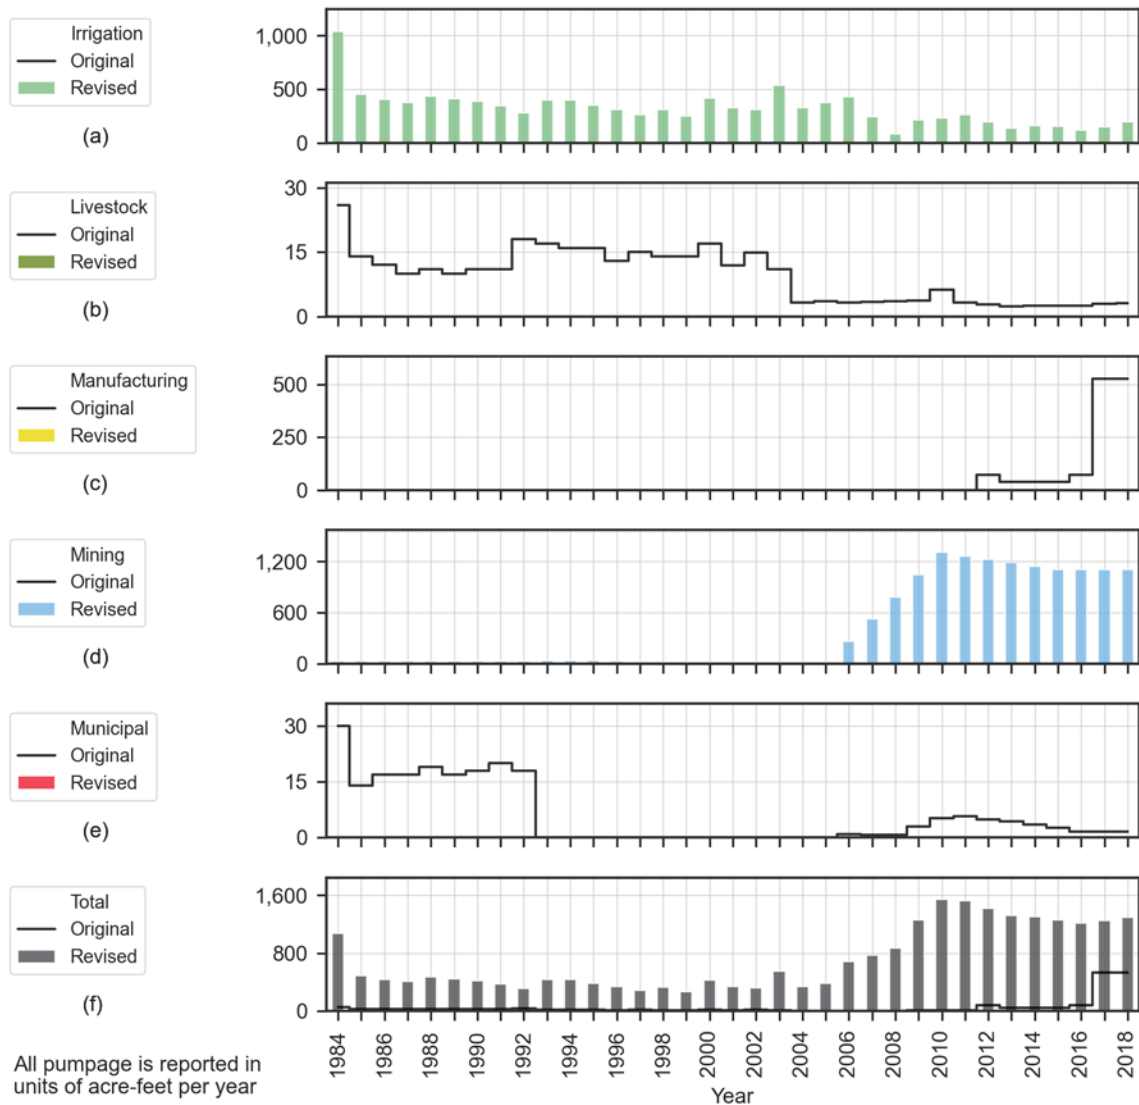 Irrigation
Original
Revised
(a)
1,000
500
0
Livestock
Original
Revised
(b)
30
15
0
Manufacturing
Original
Revised
(c)
500
250
0
Mining
Original
Revised
(d)
1,200
600
0
Municipal
Original
Revised
(e)
30
15
0
Total
Original
Revised
(f)
1,600
800
0
1984 1986 1988 1990 1992 1994 1996 1998 2000 2002 2004 2006 2008 2010 2012 2014 2016 2018
Year
All pumpage is reported in
units of acre-feet per year